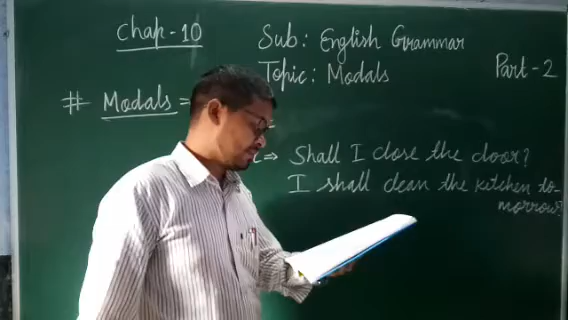 Chap-10
Sub: English Grammar
Topic: Modals
Part-2
# Modals =
⇒ Shall I close the door?
I shall clean the kitchen to-
morrow?